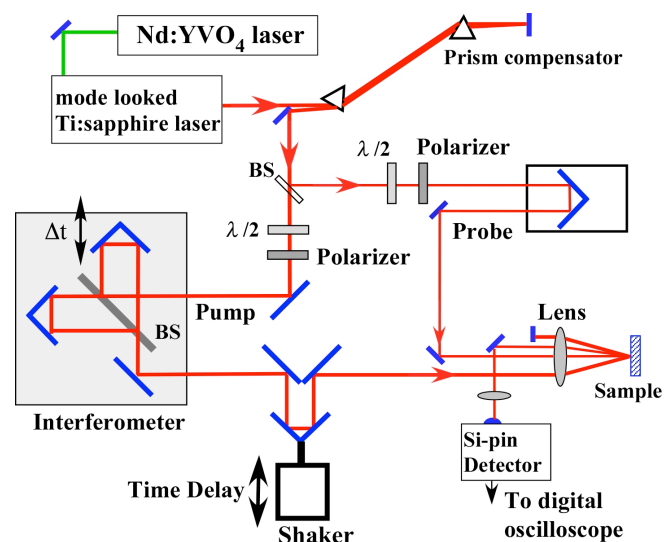 Nd:YVO4 laser
mode looked
Ti:sapphire laser
Prism compensator
λ/2
Polarizer
BS
Δt
λ/2
Polarizer
Probe
Pump
BS
Lens
Sample
Interferometer
Si-pin
Detector
Time Delay
To digital
oscilloscope
Shaker